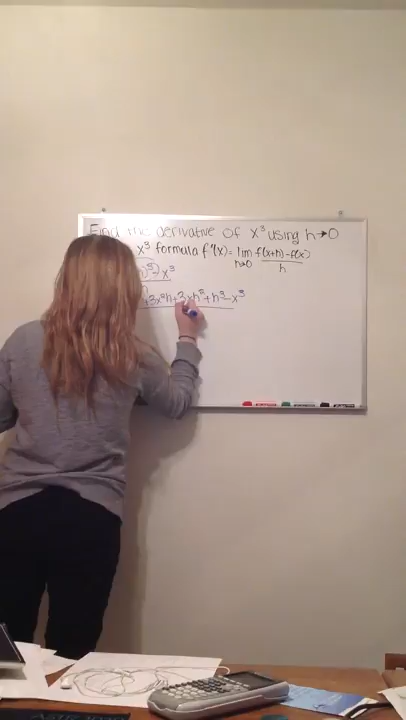 Find the derivative of x³ using h→0
x³ formula f'(x) = lim h→0 f(x+h) - f(x) / h
- x³
+3x²h+3xh²+h³-x³